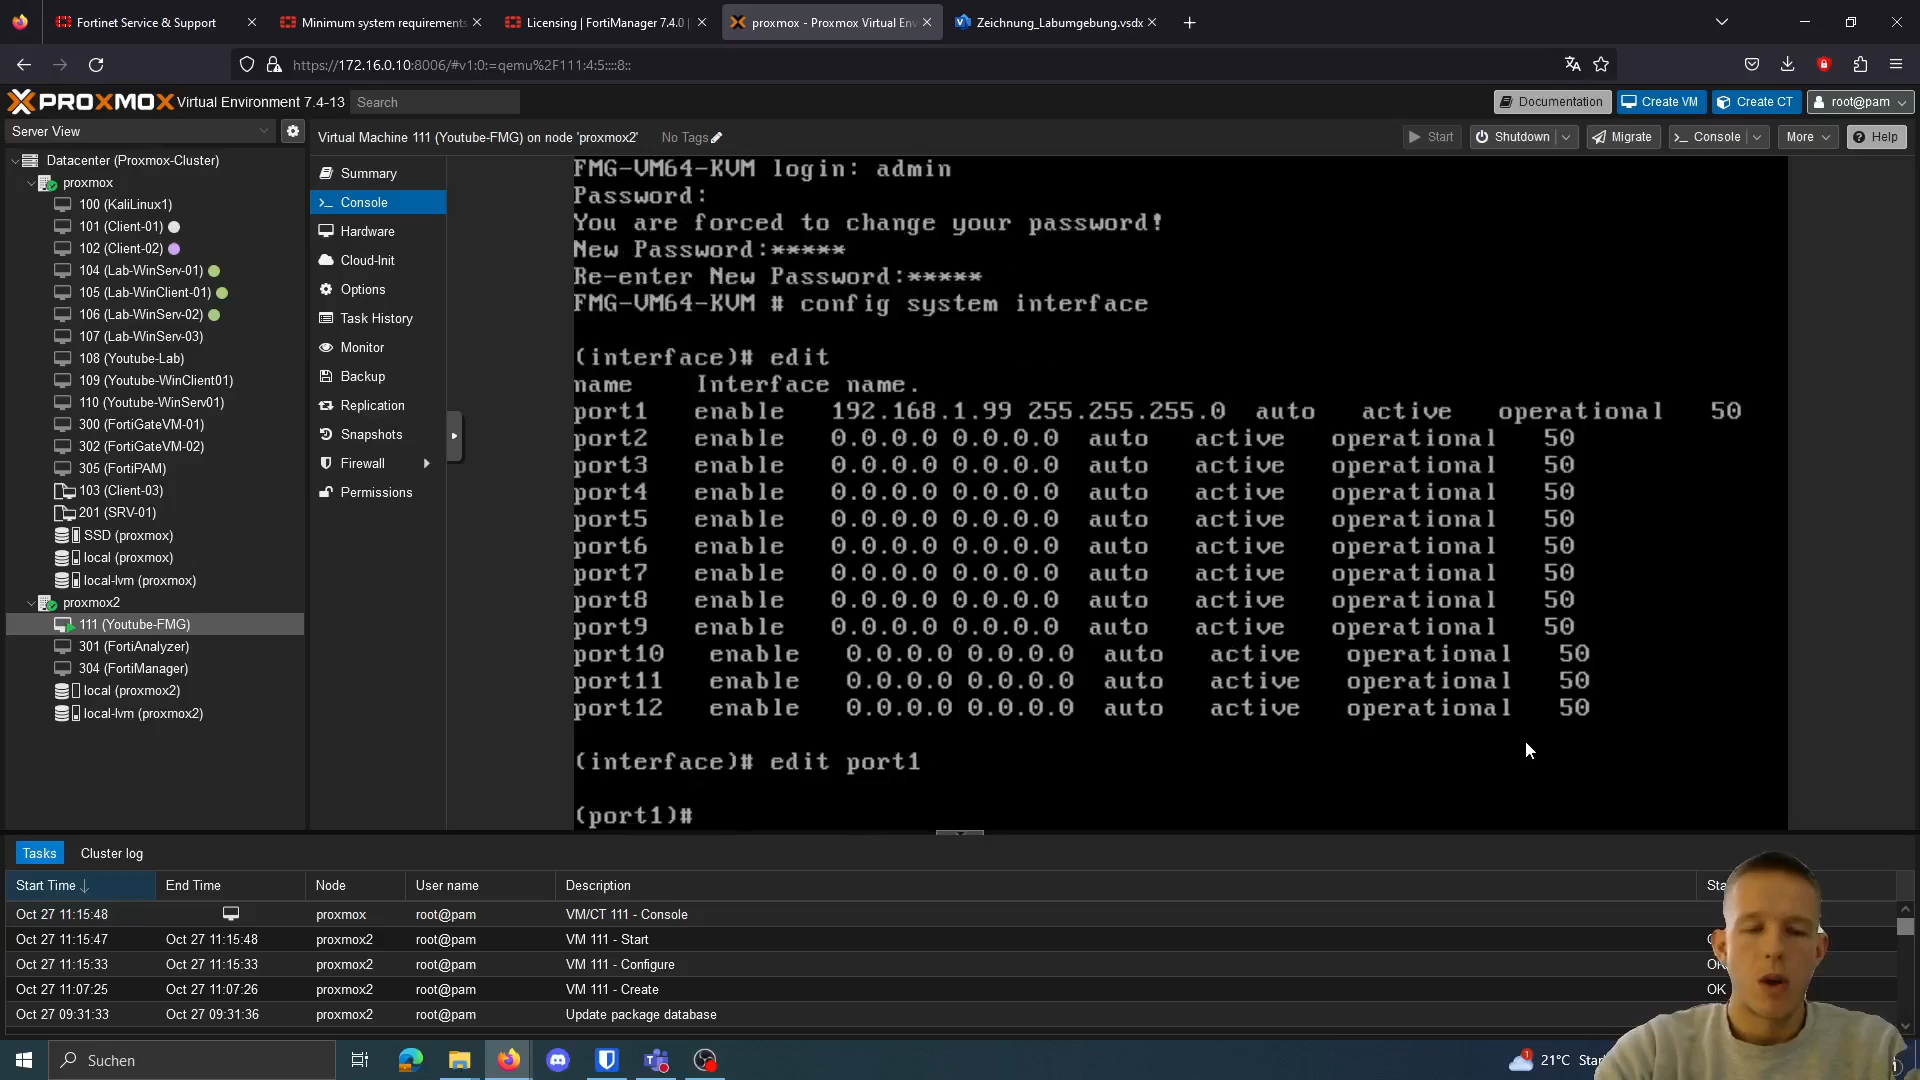 Fortinet Service & Support
Minimum system requirements
Licensing | FortiManager 7.4.0
proxmox - Proxmox Virtual En
Zeichnung_Labumgebung.vsdx
https://172.16.0.10:8006/#v1:0:=qemu%2F111:4:5::::8::
PROXMOX Virtual Environment 7.4-13
Search
Documentation
Create VM
Create CT
root@pam
Server View
Virtual Machine 111 (Youtube-FMG) on node 'proxmox2'
No Tags
Start
Shutdown
Migrate
Console
More
Help
Datacenter (Proxmox-Cluster)
proxmox
100 (KaliLinux1)
101 (Client-01)
102 (Client-02)
104 (Lab-WinServ-01)
105 (Lab-WinClient-01)
106 (Lab-WinServ-02)
107 (Lab-WinServ-03)
108 (Youtube-Lab)
109 (Youtube-WinClient01)
110 (Youtube-WinServ01)
300 (FortiGateVM-01)
302 (FortiGateVM-02)
305 (FortiPAM)
103 (Client-03)
201 (SRV-01)
SSD (proxmox)
local (proxmox)
local-lvm (proxmox)
proxmox2
111 (Youtube-FMG)
301 (FortiAnalyzer)
304 (FortiManager)
local (proxmox2)
local-lvm (proxmox2)
Summary
Console
Hardware
Cloud-Init
Options
Task History
Monitor
Backup
Replication
Snapshots
Firewall
Permissions
FMG-VM64-KVM login: admin
Password:
You are forced to change your password!
New Password:*****
Re-enter New Password:*****
FMG-VM64-KVM # config system interface
(interface)# edit
name Interface name.
port1 enable 192.168.1.99 255.255.255.0 auto active operational 50
port2 enable 0.0.0.0 0.0.0.0 auto active operational 50
port3 enable 0.0.0.0 0.0.0.0 auto active operational 50
port4 enable 0.0.0.0 0.0.0.0 auto active operational 50
port5 enable 0.0.0.0 0.0.0.0 auto active operational 50
port6 enable 0.0.0.0 0.0.0.0 auto active operational 50
port7 enable 0.0.0.0 0.0.0.0 auto active operational 50
port8 enable 0.0.0.0 0.0.0.0 auto active operational 50
port9 enable 0.0.0.0 0.0.0.0 auto active operational 50
port10 enable 0.0.0.0 0.0.0.0 auto active operational 50
port11 enable 0.0.0.0 0.0.0.0 auto active operational 50
port12 enable 0.0.0.0 0.0.0.0 auto active operational 50
(interface)# edit port1
(port1)#
Tasks
Cluster log
Start Time End Time Node User name Description
Oct 27 11:15:48 proxmox root@pam VM/CT 111 - Console
Oct 27 11:15:47 Oct 27 11:15:48 proxmox2 root@pam VM 111 - Start
Oct 27 11:15:33 Oct 27 11:15:33 proxmox2 root@pam VM 111 - Configure
Oct 27 11:07:25 Oct 27 11:07:26 proxmox2 root@pam VM 111 - Create OK
Oct 27 09:31:33 Oct 27 09:31:36 proxmox2 root@pam Update package database
Suchen
1
21°C